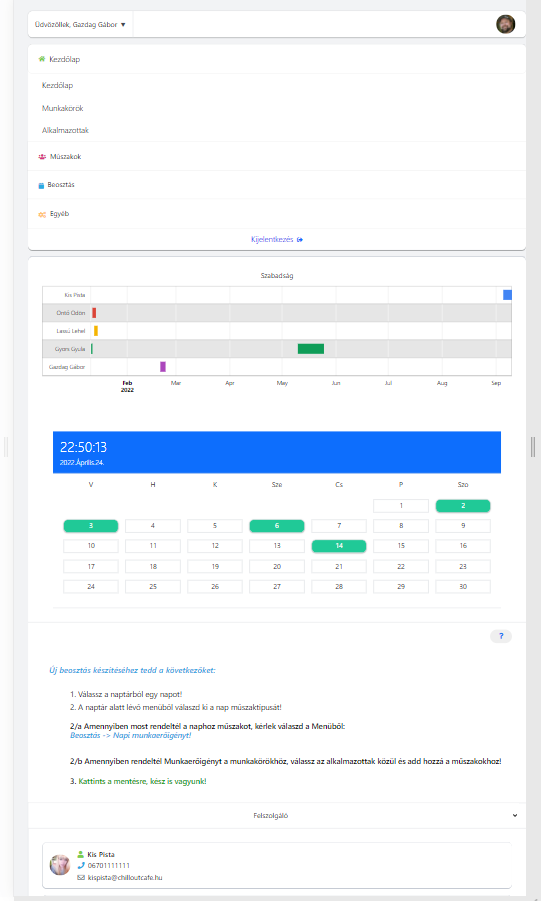 Üdvözöllek, Gazdag Gábor ▼
Kezdőlap
Kezdőlap
Munkakörök
Alkalmazottak
Műszakok
Beosztás
Egyéb
Kijelentkezés
Szabadság
Kis Pista
Öntő Ödön
Lassú Lehel
Gyors Gyula
Gazdag Gábor
Feb Mar Apr May Jun Jul Aug Sep
2022
22:50:13
2022.Április.24.
V H K Sze Cs P Szo
1 2
3 4 5 6 7 8 9
10 11 12 13 14 15 16
17 18 19 20 21 22 23
24 25 26 27 28 29 30
?
Új beosztás készítéséhez tedd a következőket:
1. Válassz a naptárból egy napot!
2. A naptár alatt lévő menüből válaszd ki a nap műszaktípusát!
2/a Amennyiben most rendeltél a naphoz műszakot, kérlek válaszd a Menüből:
Beosztás -> Napi munkaerőigényt!
2/b Amennyiben rendeltél Munkaerőigényt a munkakörökhöz, válassz az alkalmazottak közül és add hozzá a műszakokhoz!
3. Kattints a mentésre, kész is vagyunk!
Felszolgáló
Kis Pista
06701111111
kispista@chilloutcafe.hu